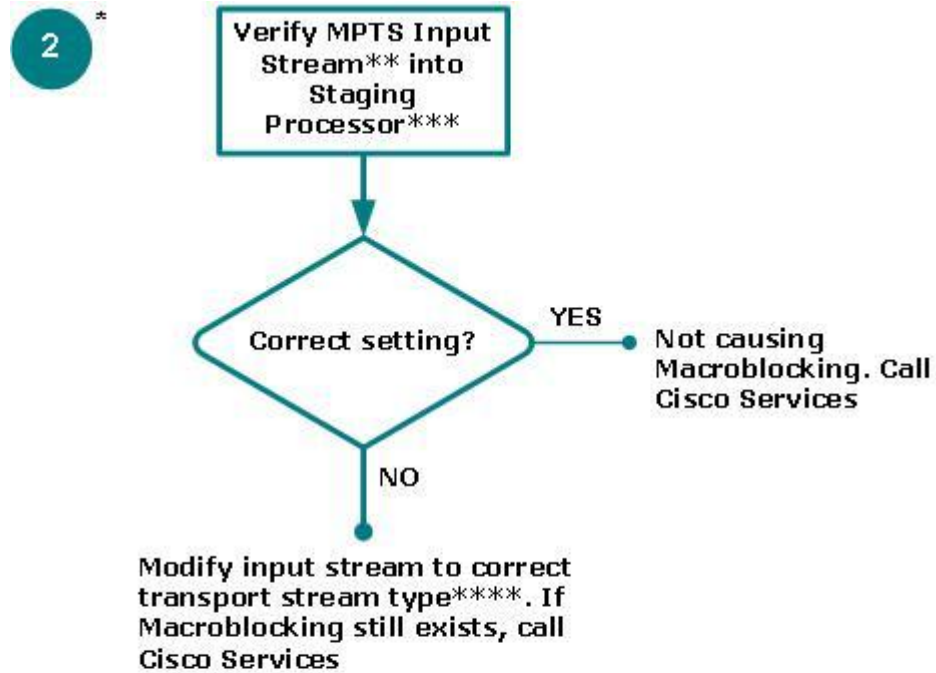 2
*
Verify MPTS Input
Stream** into
Staging
Processor***
Correct setting?
YES
Not causing
Macroblocking. Call
Cisco Services
NO
Modify input stream to correct
transport stream type****. If
Macroblocking still exists, call
Cisco Services